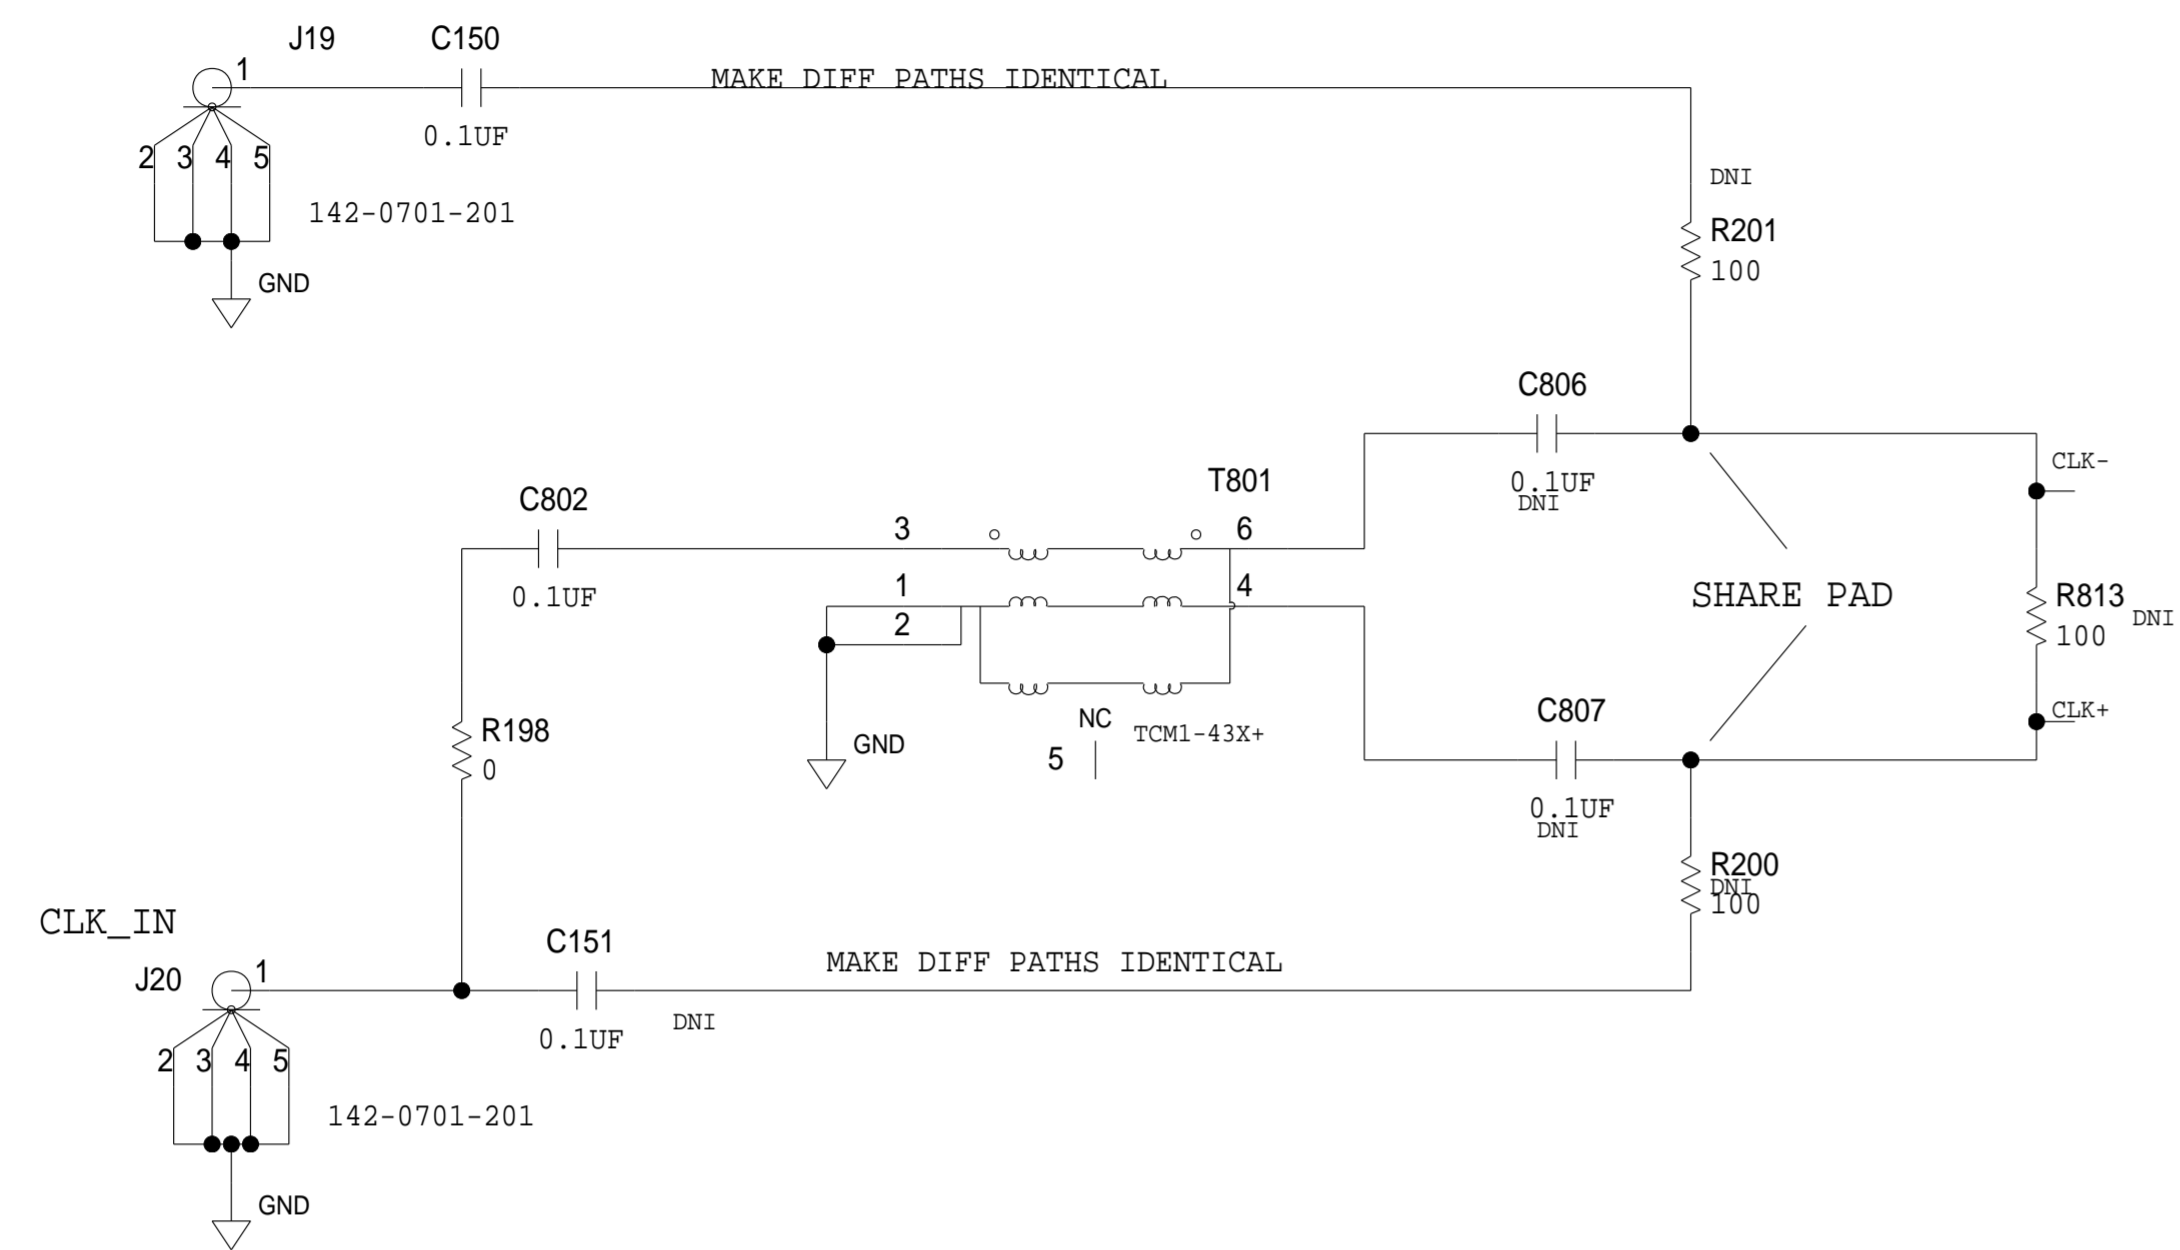 J19
C150
1
MAKE DIFF PATHS IDENTICAL
0.1UF
2
3
4
5
142-0701-201
GND
DNI
R201
100
C806
0.1UF
DNI
CLK-
C802
0.1UF
T801
3
6
1
4
2
SHARE PAD
R813
100
DNI
R198
0
GND
NC
5
TCM1-43X+
C807
0.1UF
DNI
CLK+
R200
DNI
100
CLK_IN
J20
1
C151
0.1UF
DNI
MAKE DIFF PATHS IDENTICAL
2
3
4
5
142-0701-201
GND